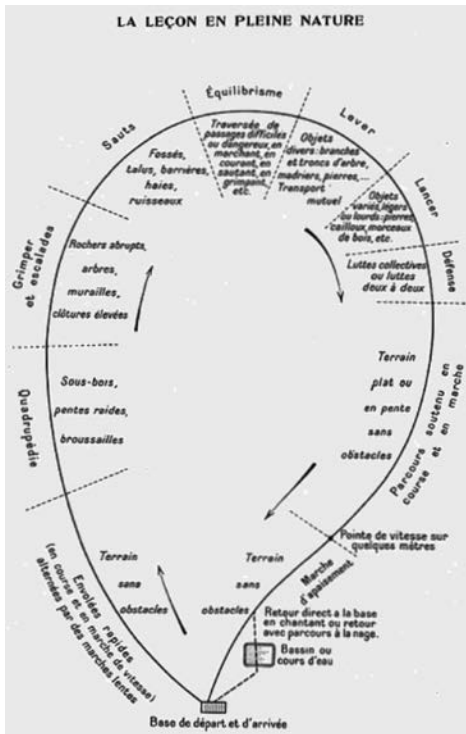 LA LEÇON EN PLEINE NATURE
Équilibrisme
Traversée de
passages difficiles
ou dangereux, en
marchant, en
courant, en
sautant, en
grimpant,
etc.
Lever
Objets
divers: branches
et troncs d'arbre,
madriers, pierres,...
Transport
mutuel
Lancer
Objets
variés, légers
ou lourds: pierres,
cailloux, morceaux
de bois, etc.
Défense
Luttes collectives
ou luttes
deux à deux
Sauts
Fossés,
talus, barrières,
haies,
ruisseaux
Grimper
et escalades
Rochers abrupts,
arbres,
murailles,
clôtures élevées
Quadrupédie
Sous-bois,
pentes raides,
broussailles
Terrain
plat ou
en pente
sans
obstacles
Parcours soutenu en
course et en marche
Pointe de vitesse sur
quelques mètres
Marche
d'apaisement
Terrain
sans
obstacles
Terrain
sans
obstacles
Envolées rapides
(en course et en marche de vitesse)
alternées par des marches lentes
Retour direct a la base
en chantant ou retour
avec parcours à la nage.
Bassin ou
cours d'eau
Base de départ et d'arrivée